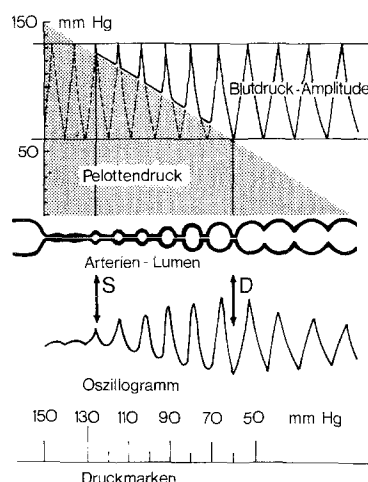 150 mm Hg
100
Blutdruck-Amplitude
50
Pelottendruck
Arterien-Lumen
S D
Oszillogramm
150 130 110 90 70 50 mm Hg
Druckmarken